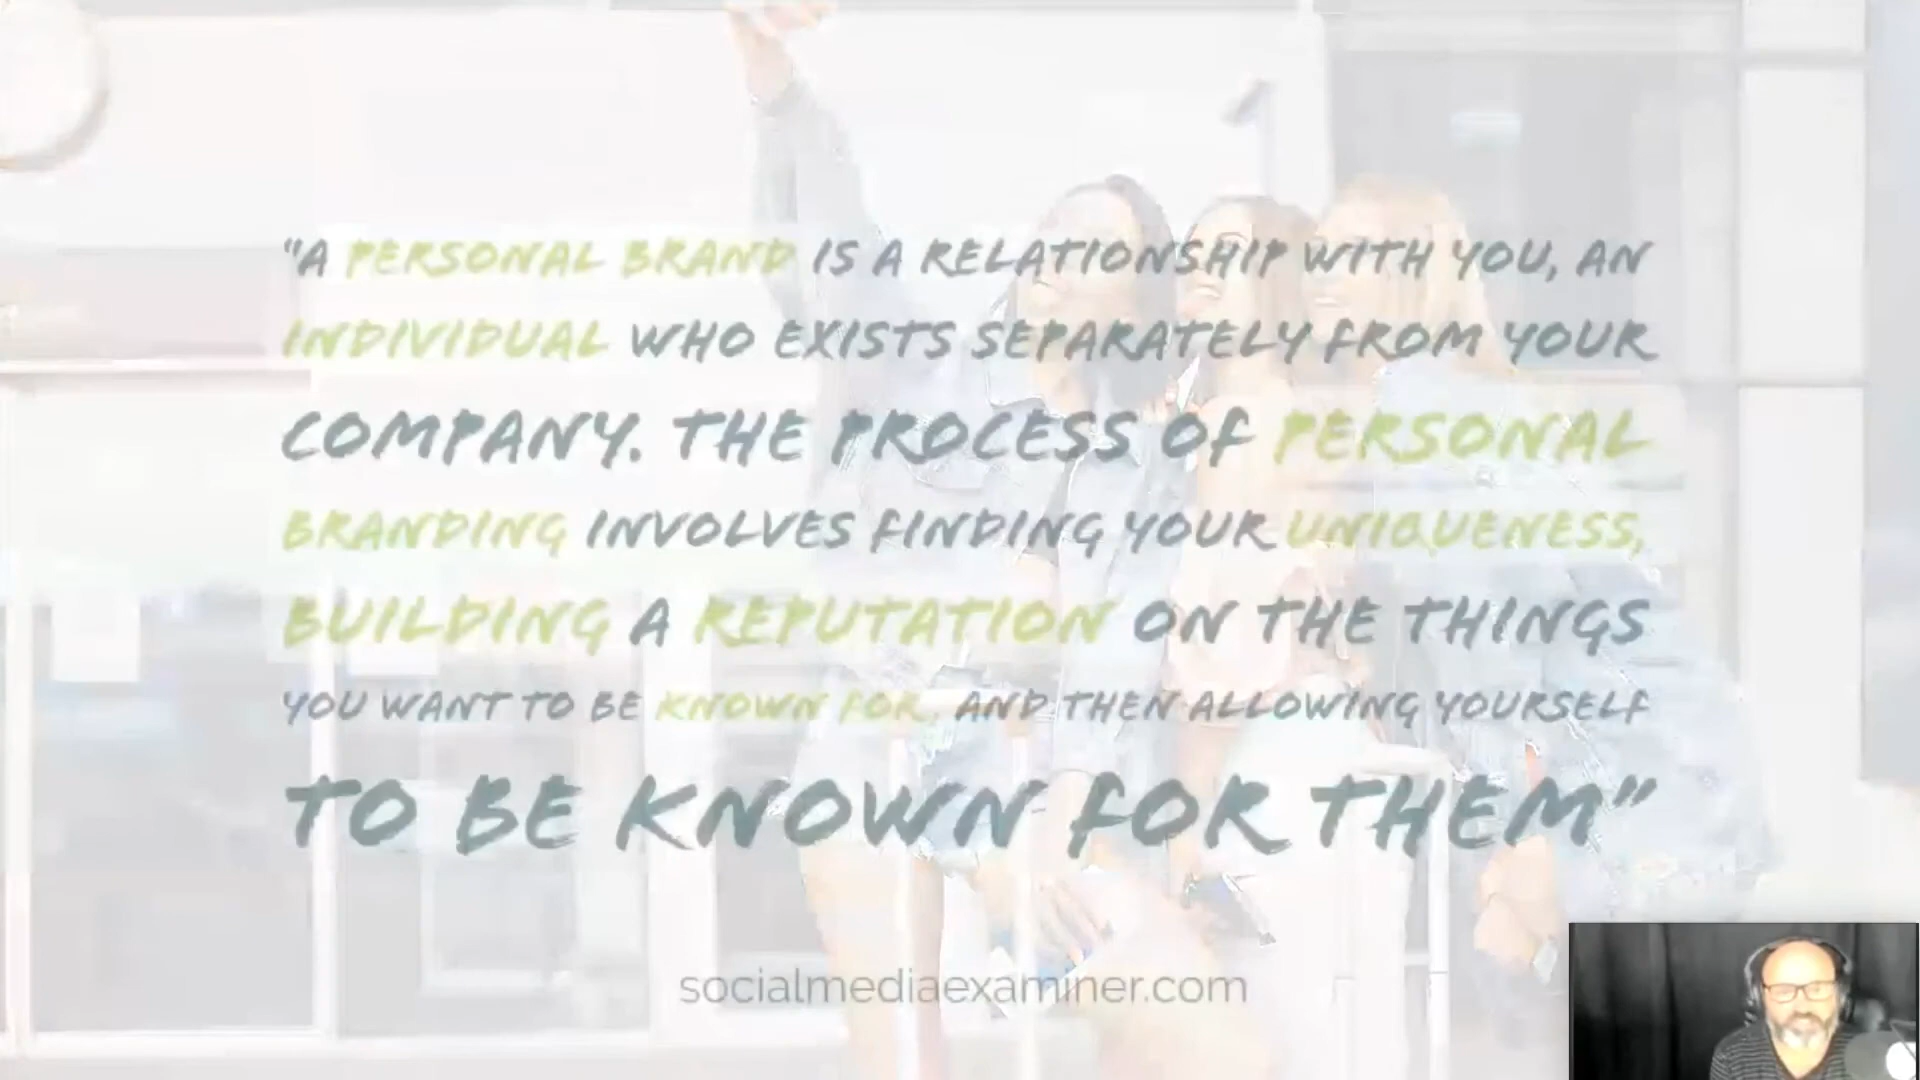 "A PERSONAL BRAND IS A RELATIONSHIP WITH YOU, AN
INDIVIDUAL WHO EXISTS SEPARATELY FROM YOUR
COMPANY. THE PROCESS OF PERSONAL
BRANDING INVOLVES FINDING YOUR UNIQUENESS,
BUILDING A REPUTATION ON THE THINGS
YOU WANT TO BE KNOWN FOR, AND THEN ALLOWING YOURSELF
TO BE KNOWN FOR THEM"
socialmediaexaminer.com